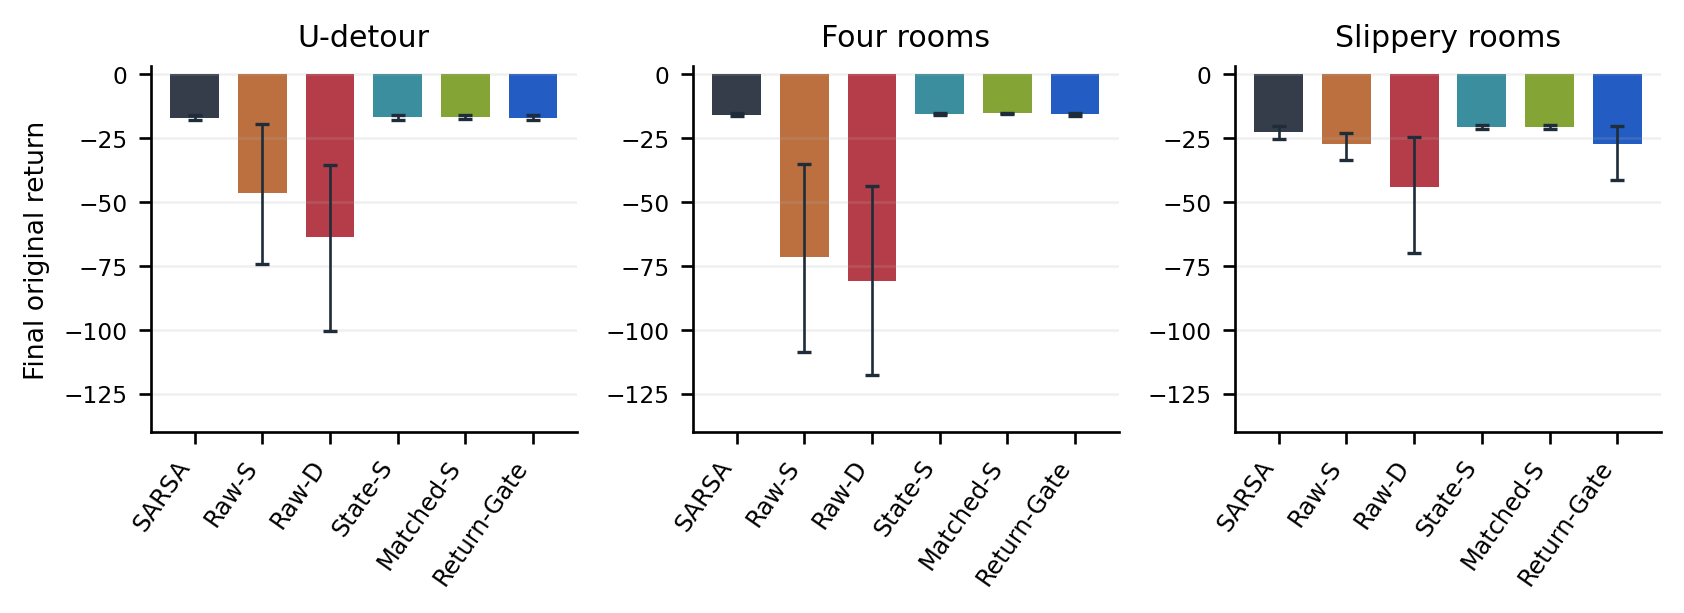 U-detour
Four rooms
Slippery rooms
Final original return
0
−25
−50
−75
−100
−125
SARSA
Raw-S
Raw-D
State-S
Matched-S
Return-Gate
0
−25
−50
−75
−100
−125
SARSA
Raw-S
Raw-D
State-S
Matched-S
Return-Gate
0
−25
−50
−75
−100
−125
SARSA
Raw-S
Raw-D
State-S
Matched-S
Return-Gate